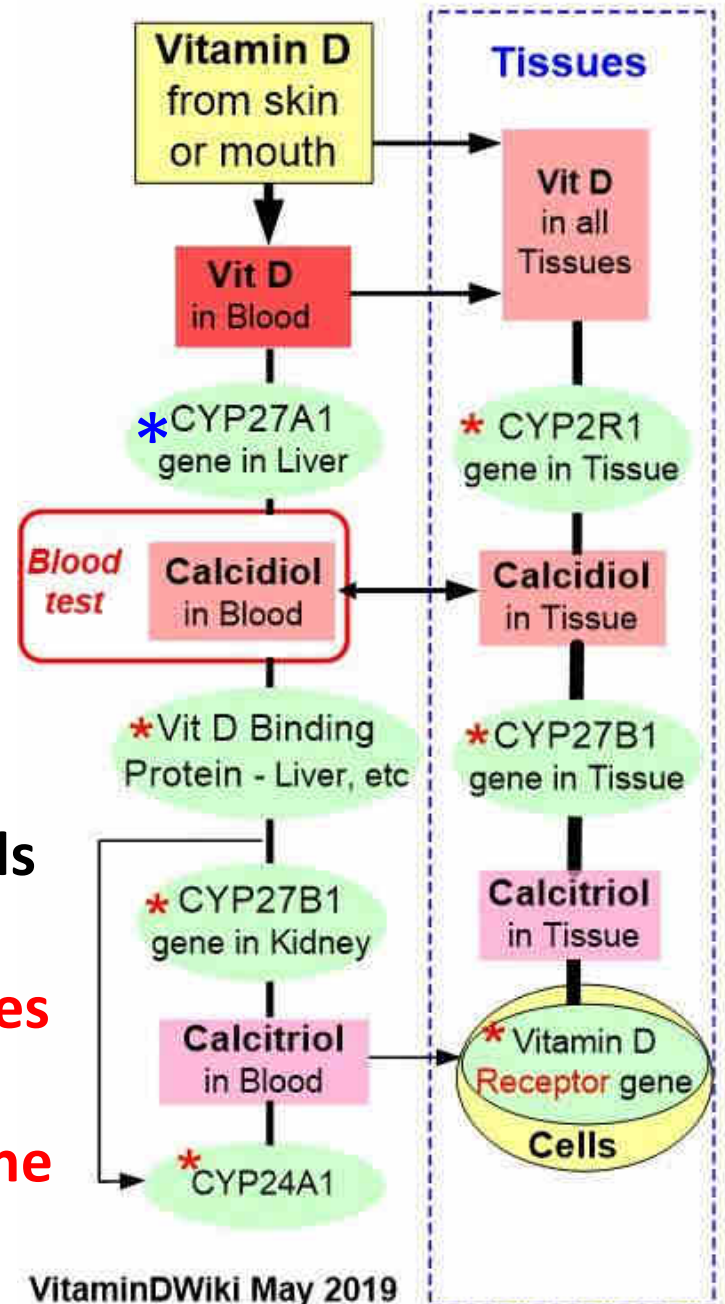 Vitamin D
from skin
or mouth
Tissues
Vit D
in all
Tissues
Vit D
in Blood
*CYP27A1
gene in Liver
* CYP2R1
gene in Tissue
Blood
test
Calcidiol
in Blood
Calcidiol
in Tissue
*Vit D Binding
Protein - Liver, etc
*CYP27B1
gene in Tissue
* CYP27B1
gene in Kidney
Calcitriol
in Tissue
Calcitriol
in Blood
* Vitamin D
Receptor gene
Cells
*CYP24A1
VitaminDWiki May 2019